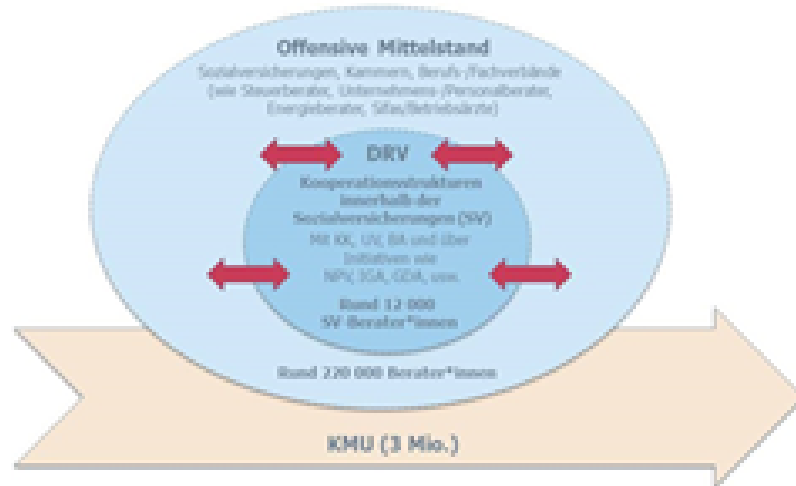 Offensive Mittelstand
Sozialversicherungen, Kammern, Berufs-/Fachverbände
(wie Steuerberater, Unternehmens-/Personalberater,
Energieberater, Sifas/Betriebsärzte)
DRV
Kooperationsstrukturen
innerhalb der
Sozialversicherungen (SV)
Mit KK, UV, BA und über
Initiativen wie
NPV, IGA, GDA, usw.
Rund 12 000
SV-Berater*innen
Rund 220 000 Berater*innen
KMU (3 Mio.)